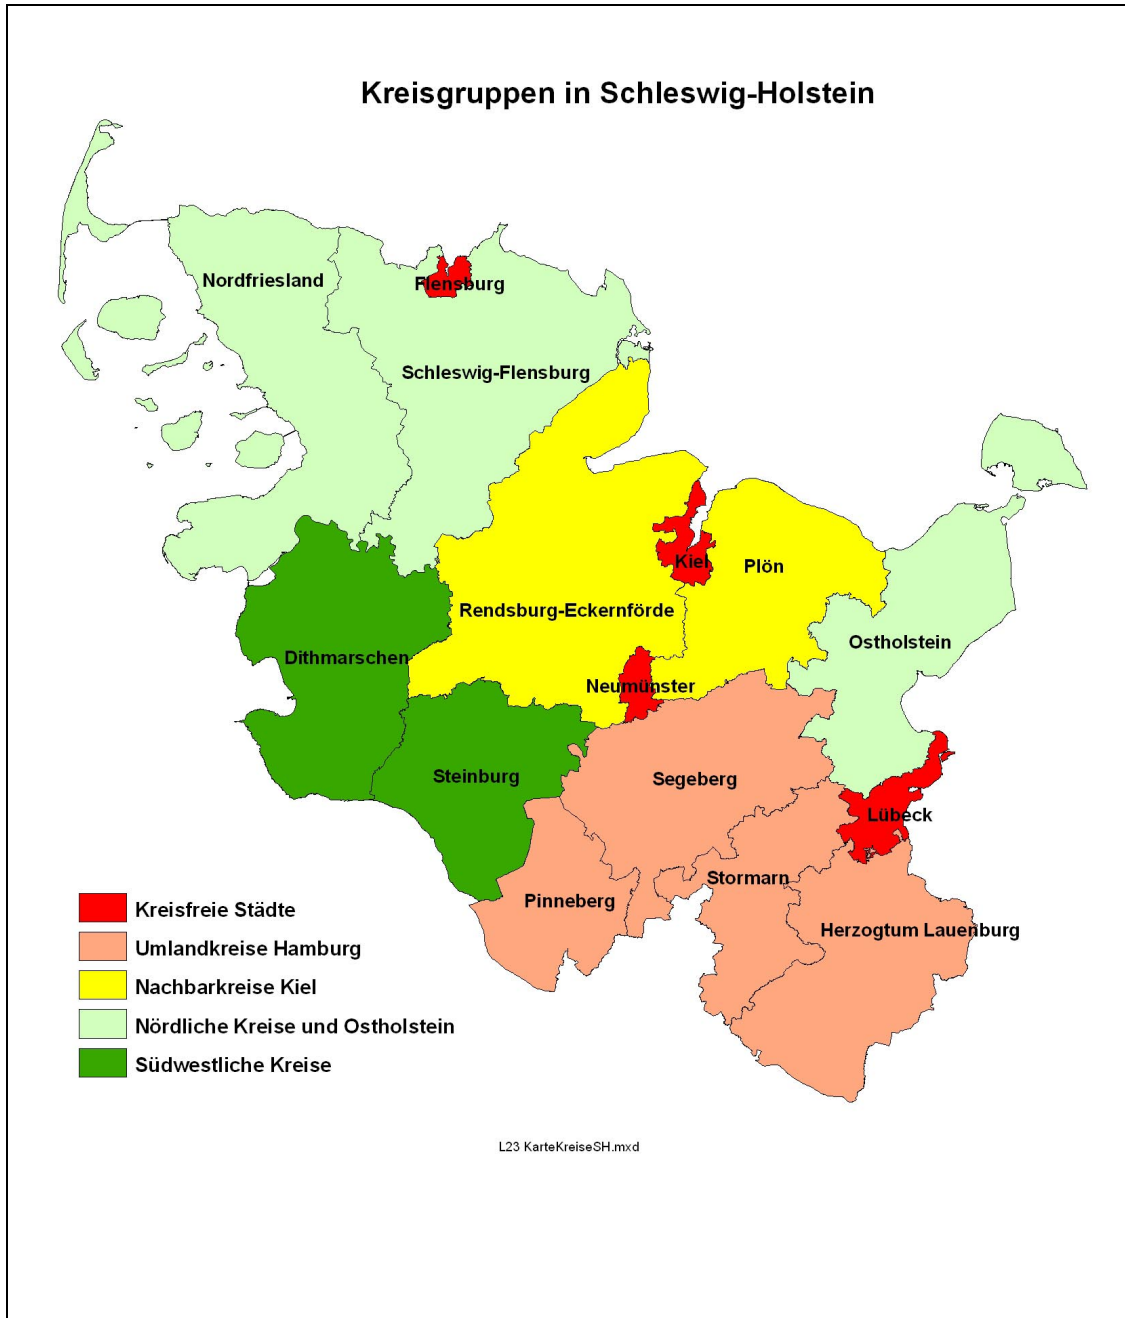 Kreisgruppen in Schleswig-Holstein
Nordfriesland
Flensburg
Schleswig-Flensburg
Kiel
Plön
Rendsburg-Eckernförde
Ostholstein
Dithmarschen
Neumünster
Steinburg
Segeberg
Lübeck
Stormarn
Pinneberg
Herzogtum Lauenburg
Kreisfreie Städte
Umlandkreise Hamburg
Nachbarkreise Kiel
Nördliche Kreise und Ostholstein
Südwestliche Kreise
L23 KarteKreiseSH.mxd